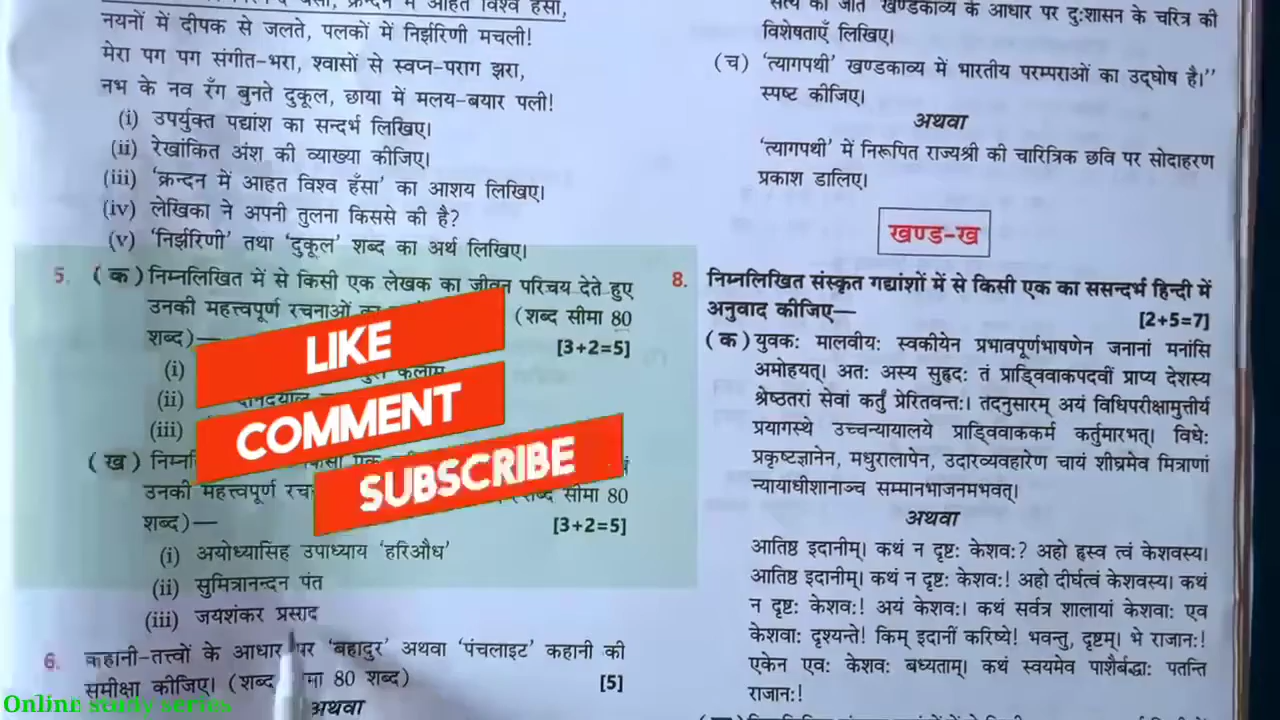 नयनों में दीपक से जलते, पलकों में निर्झरिणी मचली!
मेरा पग पग संगीत-भरा, श्वासों से स्वप्न-पराग झरा,
नभ के नव रँग बुनते दुकूल, छाया में मलय-बयार पली!
(i) उपर्युक्त पद्यांश का सन्दर्भ लिखिए।
(ii) रेखांकित अंश की व्याख्या कीजिए।
(iii) 'क्रन्दन में आहत विश्व हँसा' का आशय लिखिए।
(iv) लेखिका ने अपनी तुलना किससे की है?
(v) 'निर्झरिणी' तथा 'दुकूल' शब्द का अर्थ लिखिए।
5. (क) निम्नलिखित में से किसी एक लेखक का जीवन परिचय देते हुए
उनकी महत्त्वपूर्ण रचनाओं (शब्द सीमा 80
शब्द)— [3+2=5]
(i) कलाम
(ii)
(iii)
LIKE
COMMENT
SUBSCRIBE
(ख)
उनकी महत्त्वपूर्ण सीमा 80
शब्द)— [3+2=5]
(i) अयोध्यासिंह उपाध्याय 'हरिऔध'
(ii) सुमित्रानन्दन पंत
(iii) जयशंकर प्रसाद
6. कहानी-तत्त्वों के आधार पर 'बहादुर' अथवा 'पंचलाइट' कहानी की
समीक्षा कीजिए। (शब्द 80 शब्द) [5]
अथवा
Online study series
खण्डकाव्य के आधार पर दुःशासन के चरित्र की
विशेषताएँ लिखिए।
(च) 'त्यागपथी' खण्डकाव्य में भारतीय परम्पराओं का उद्घोष है।''
स्पष्ट कीजिए।
अथवा
'त्यागपथी' में निरूपित राज्यश्री की चारित्रिक छवि पर सोदाहरण
प्रकाश डालिए।
खण्ड-ख
8. निम्नलिखित संस्कृत गद्यांशों में से किसी एक का ससन्दर्भ हिन्दी में
अनुवाद कीजिए— [2+5=7]
(क) युवकः मालवीयः स्वकीयेन प्रभावपूर्णभाषणेन जनानां मनांसि
अमोहयत्। अतः अस्य सुहृदः तं प्राड्विवाकपदवीं प्राप्य देशस्य
श्रेष्ठतरां सेवां कर्तुं प्रेरितवन्तः। तदनुसारम् अयं विधिपरीक्षामुत्तीर्य
प्रयागस्थे उच्चन्यायालये प्राड्विवाककर्म कर्तुमारभत्। विधेः
प्रकृष्टज्ञानेन, मधुरालापेन, उदारव्यवहारेण चायं शीघ्रमेव मित्राणां
न्यायाधीशानाञ्च सम्मानभाजनमभवत्।
अथवा
आतिष्ठ इदानीम्। कथं न दृष्टः केशवः? अहो हृस्व त्वं केशवस्य।
आतिष्ठ इदानीम्। कथं न दृष्टः केशवः! अहो दीर्घत्वं केशवस्य। कथं
न दृष्टः केशवः! अयं केशवः। कथं सर्वत्र शालायां केशवाः एव
केशवाः दृश्यन्ते! किम् इदानीं करिष्ये! भवन्तु, दृष्टम्। भे राजानः!
एकेन एवः केशवः बध्यताम्। कथं स्वयमेव पाशैर्बद्धाः पतन्ति
राजानः!